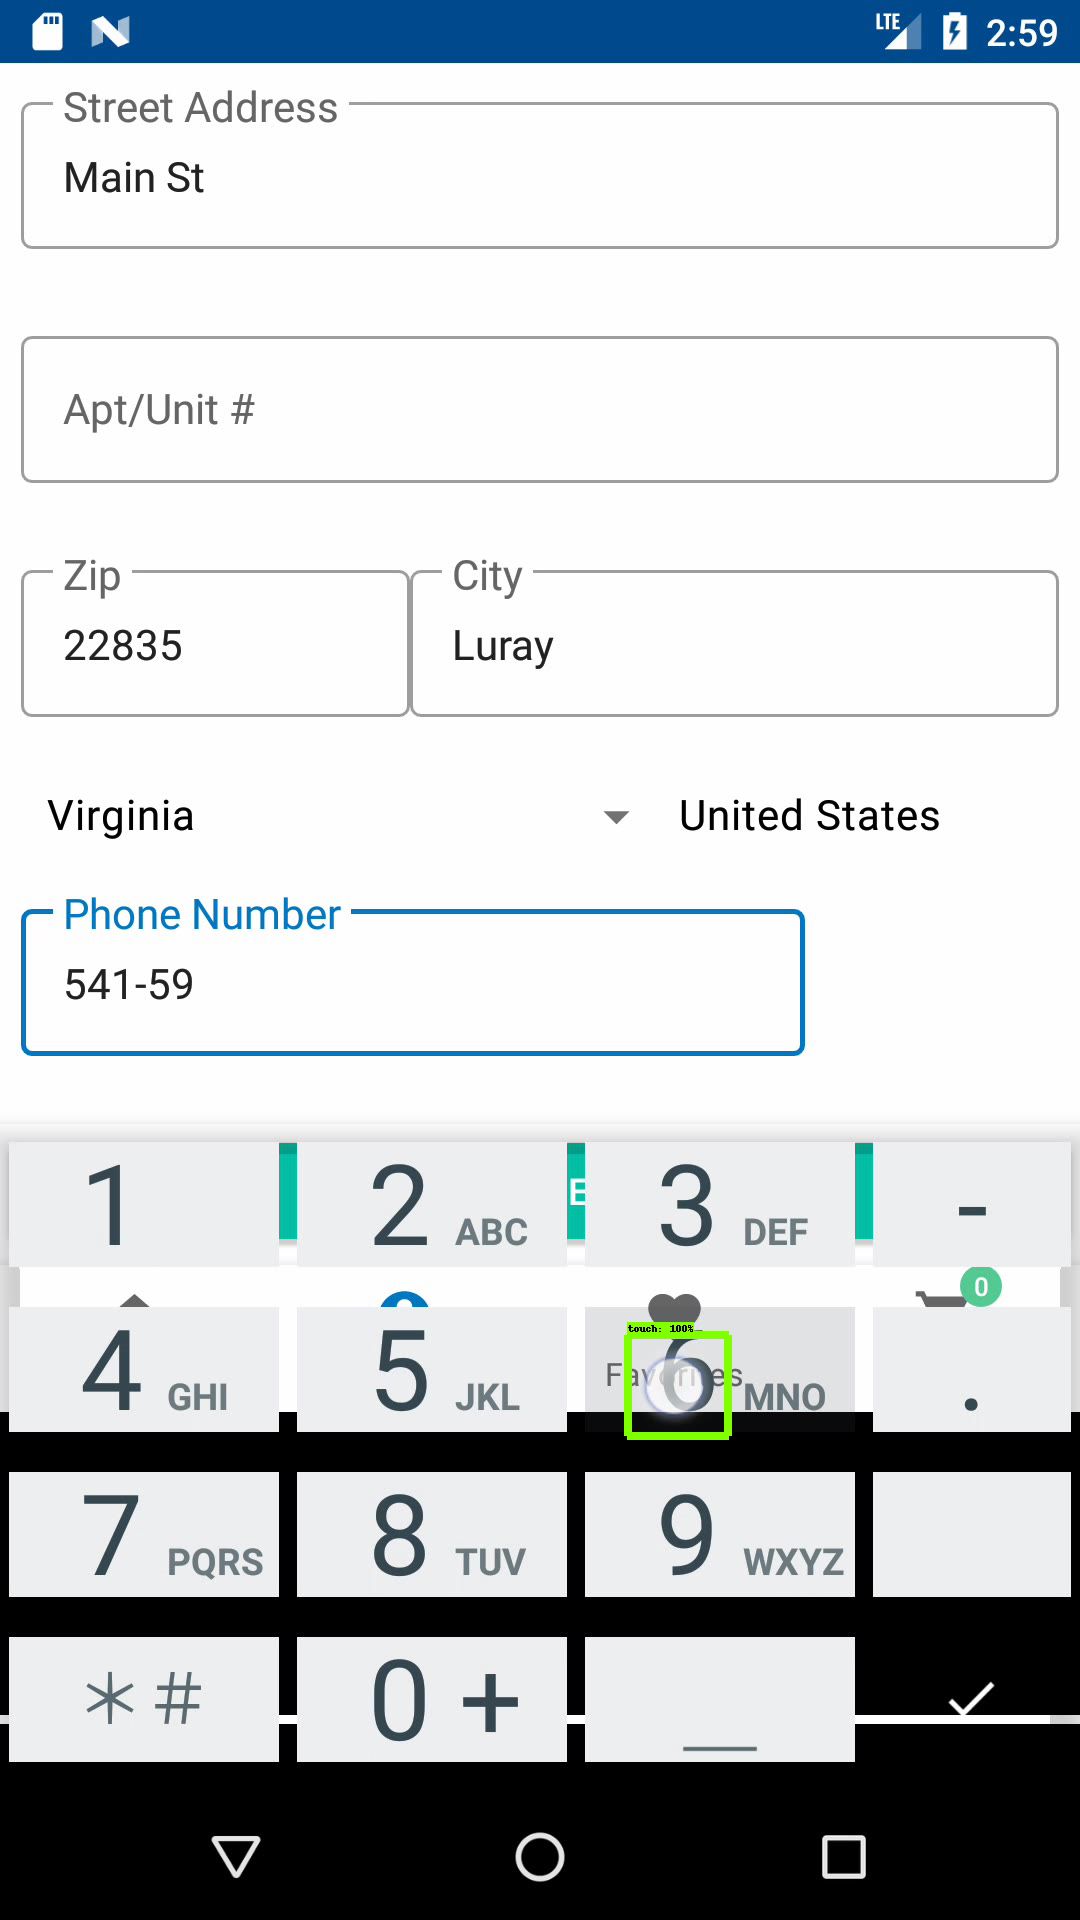 LTE 2:59
Street Address
Main St
Apt/Unit #
Zip City
22835 Luray
Virginia United States
Phone Number
541-59
1 2 ABC E 3 DEF -
0
touch: 100%
Favorites
4 GHI 5 JKL 6 MNO .
7 PQRS 8 TUV 9 WXYZ
*# 0 + _